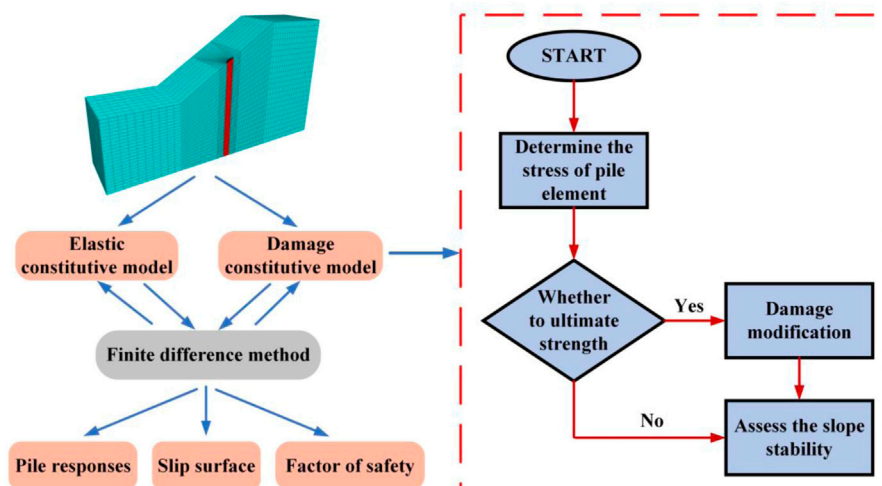 Elastic
constitutive model
Damage
constitutive model
Finite difference method
Pile responses
Slip surface
Factor of safety
START
Determine the
stress of pile
element
Whether
to ultimate
strength
Yes
Damage
modification
No
Assess the slope
stability